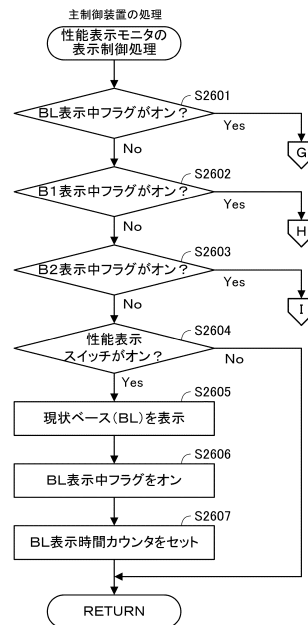 主制御装置の処理
性能表示モニタの
表示制御処理
S2601
BL表示中フラグがオン?
Yes
G
No
S2602
B1表示中フラグがオン?
Yes
H
No
S2603
B2表示中フラグがオン?
Yes
I
No
S2604
性能表示
スイッチがオン?
No
Yes
S2605
現状ベース(BL)を表示
S2606
BL表示中フラグをオン
S2607
BL表示時間カウンタをセット
RETURN